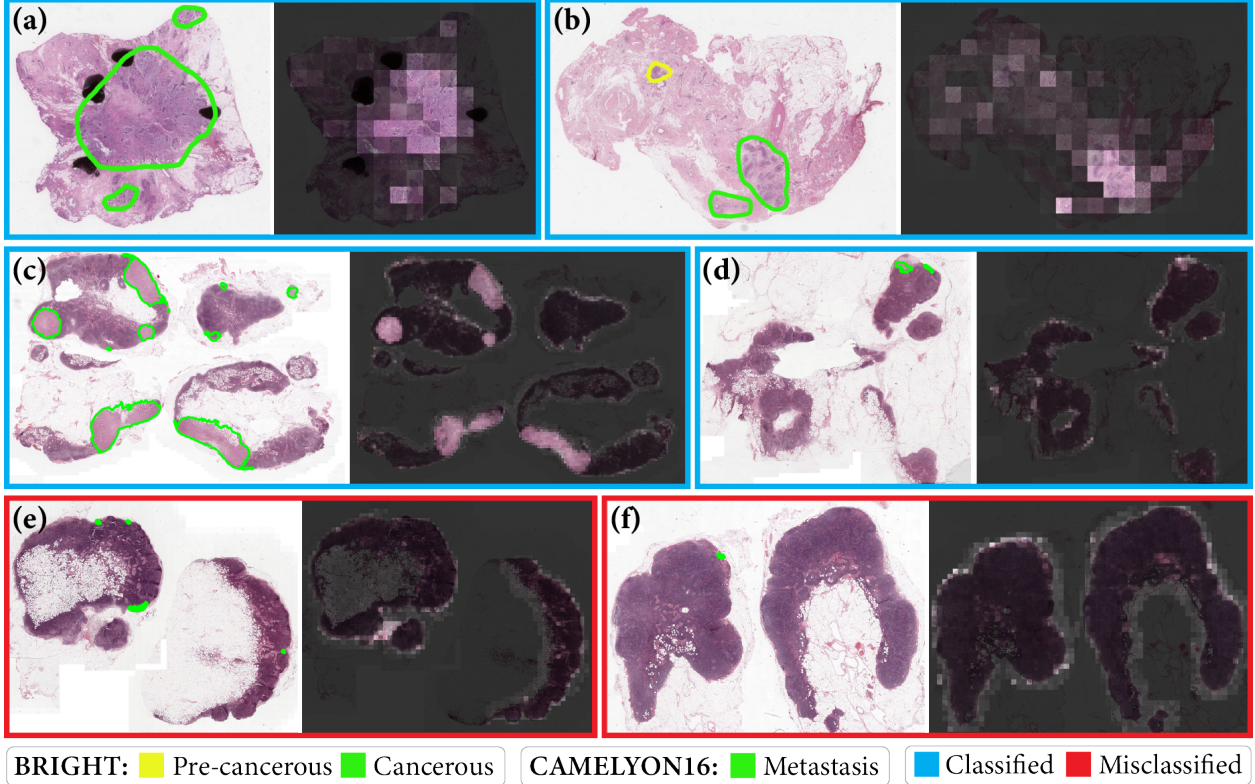 (a)
(b)
(c)
(d)
(e)
(f)
BRIGHT: Pre-cancerous Cancerous
CAMELYON16: Metastasis
Classified Misclassified